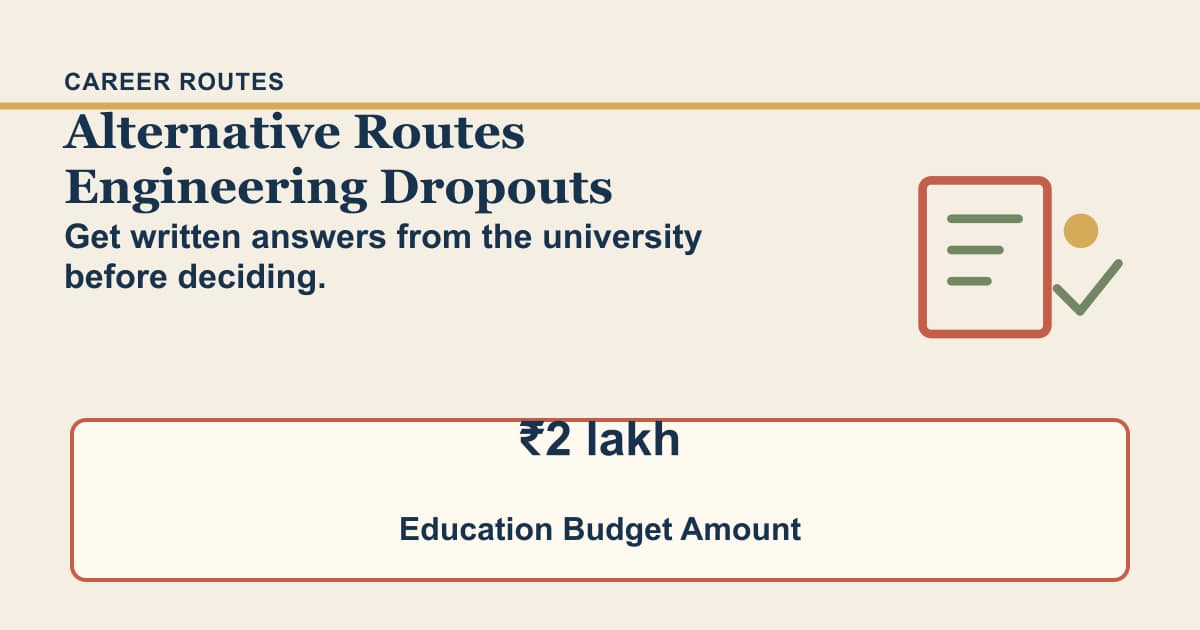 CAREER ROUTES
Alternative Routes
Engineering Dropouts
Get written answers from the university
before deciding.
₹2 lakh
Education Budget Amount